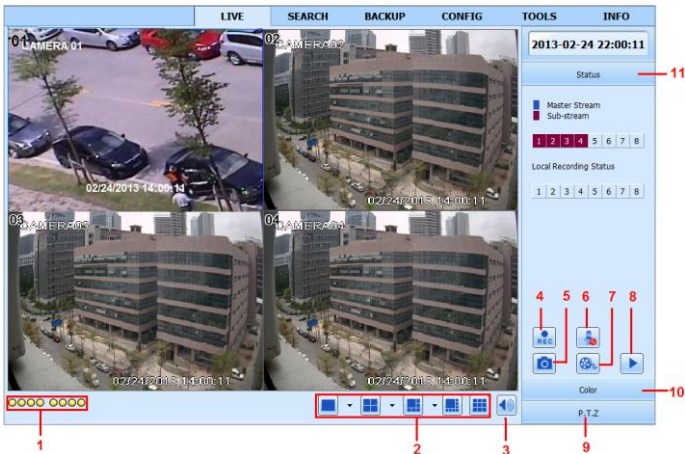 LIVE SEARCH BACKUP CONFIG TOOLS INFO
01 CAMERA 01
02 CAMERA02
2013-02-24 22:00:11
Status
11
Master Stream
Sub-stream
1 2 3 4 5 6 7 8
Local Recording Status
1 2 3 4 5 6 7 8
02/24/2013 14:00:11
02/24/2013 14:00:11
03 CAMERA03
04 CAMERA04
4 5 6 7 8
REC
02/24/2013 14:00:11
02/24/2013 14:00:11
Color
10
P.T.Z
1 2 3 9